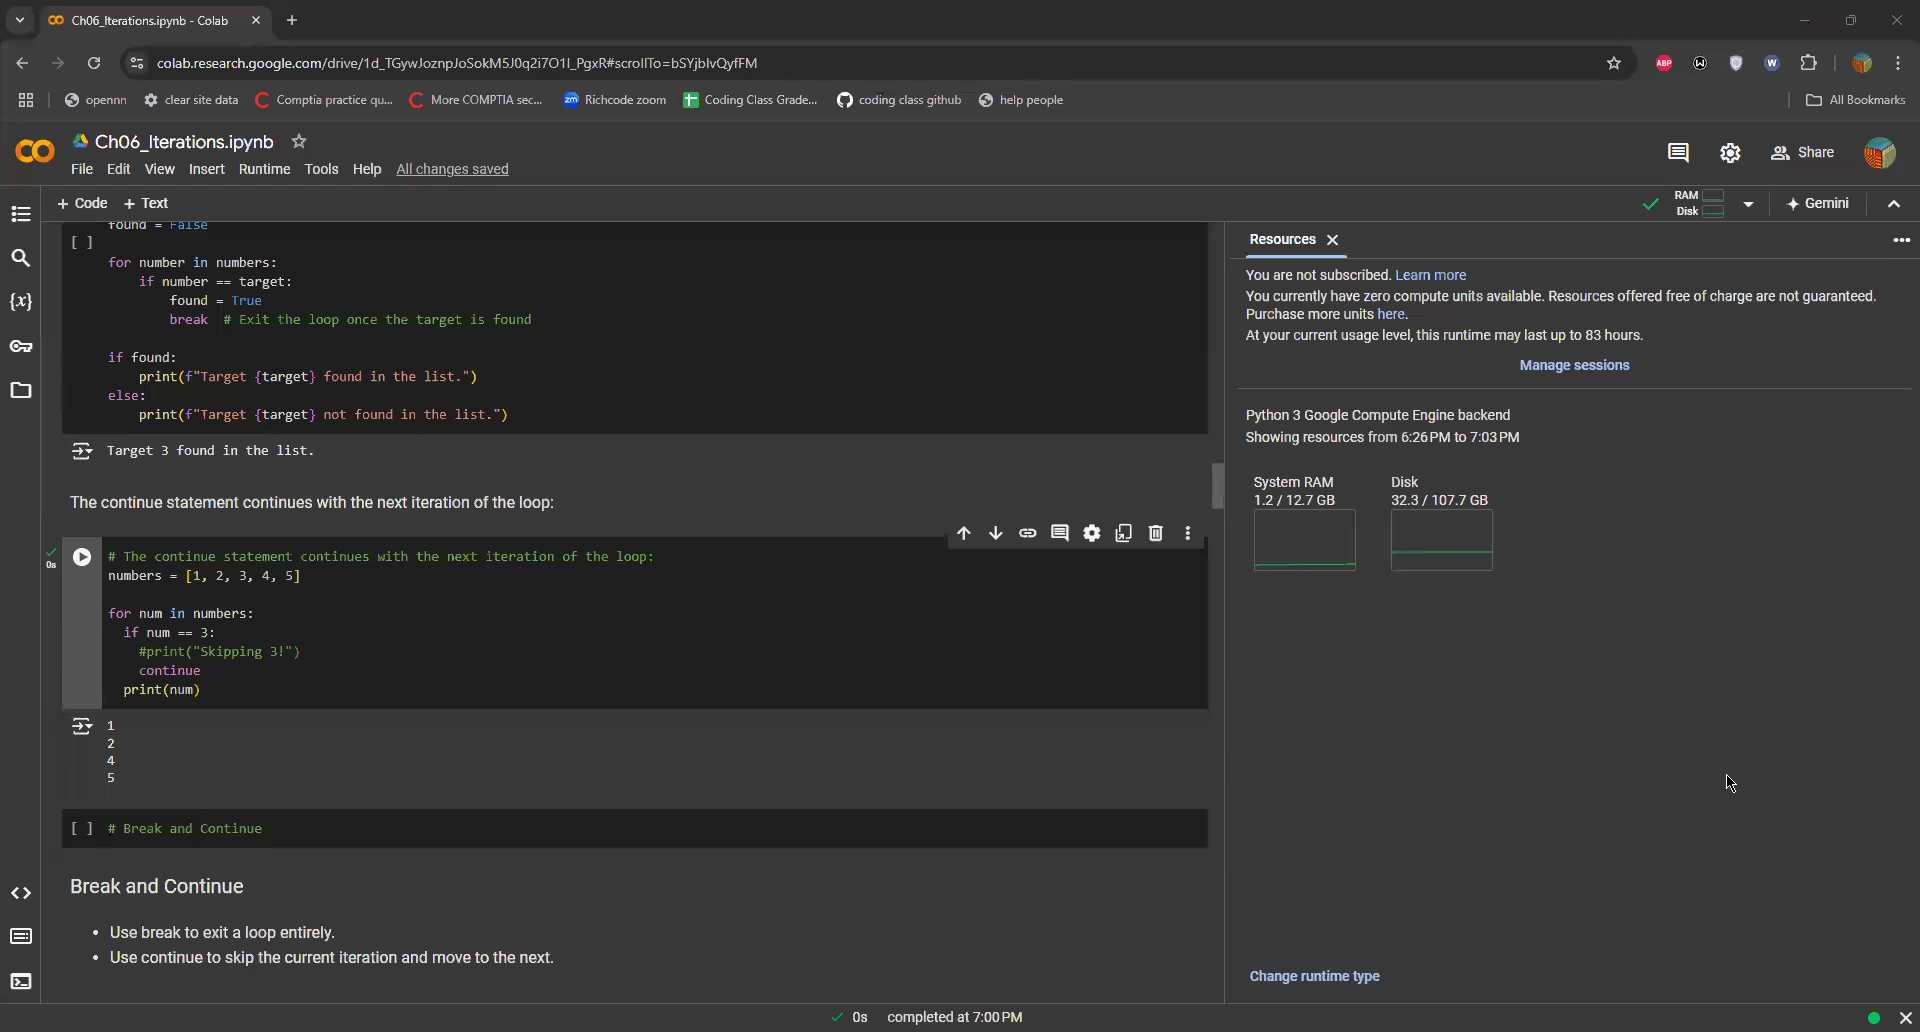 Ch06_Iterations.ipynb - Colab
colab.research.google.com/drive/1d_TGywJoznpJoSokM5J0q2i7O1I_PgxR#scrollTo=bSYjbIvQyfFM
ABP
W
opennn
clear site data
Comptia practice qu...
More COMPTIA sec...
zm Richcode zoom
Coding Class Grade...
coding class github
help people
All Bookmarks
Ch06_Iterations.ipynb
File Edit View Insert Runtime Tools Help All changes saved
Share
+ Code + Text
RAM
Disk
Gemini
found = False
[ ]
for number in numbers:
if number == target:
found = True
break # Exit the loop once the target is found
if found:
print(f"Target {target} found in the list.")
else:
print(f"Target {target} not found in the list.")
Target 3 found in the list.
The continue statement continues with the next iteration of the loop:
0s
# The continue statement continues with the next iteration of the loop:
numbers = [1, 2, 3, 4, 5]
for num in numbers:
if num == 3:
#print("Skipping 3!")
continue
print(num)
1
2
4
5
[ ] # Break and Continue
Break and Continue
• Use break to exit a loop entirely.
• Use continue to skip the current iteration and move to the next.
Resources
You are not subscribed. Learn more
You currently have zero compute units available. Resources offered free of charge are not guaranteed.
Purchase more units here.
At your current usage level, this runtime may last up to 83 hours.
Manage sessions
Python 3 Google Compute Engine backend
Showing resources from 6:26 PM to 7:03 PM
System RAM
1.2 / 12.7 GB
Disk
32.3 / 107.7 GB
Change runtime type
0s completed at 7:00 PM